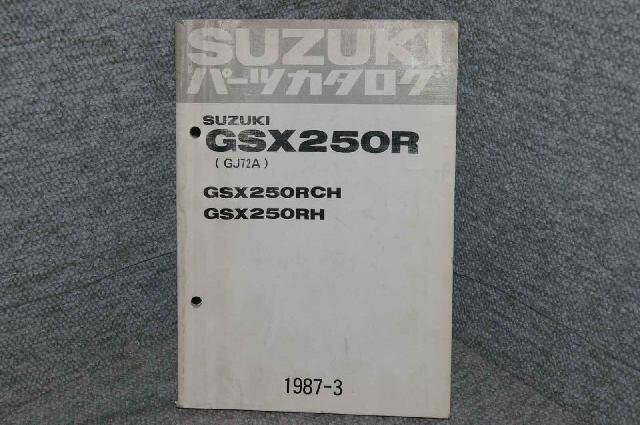 SUZUKI
パーツカタログ
SUZUKI
GSX250R
(GJ72A)
GSX250RCH
GSX250RH
1987-3